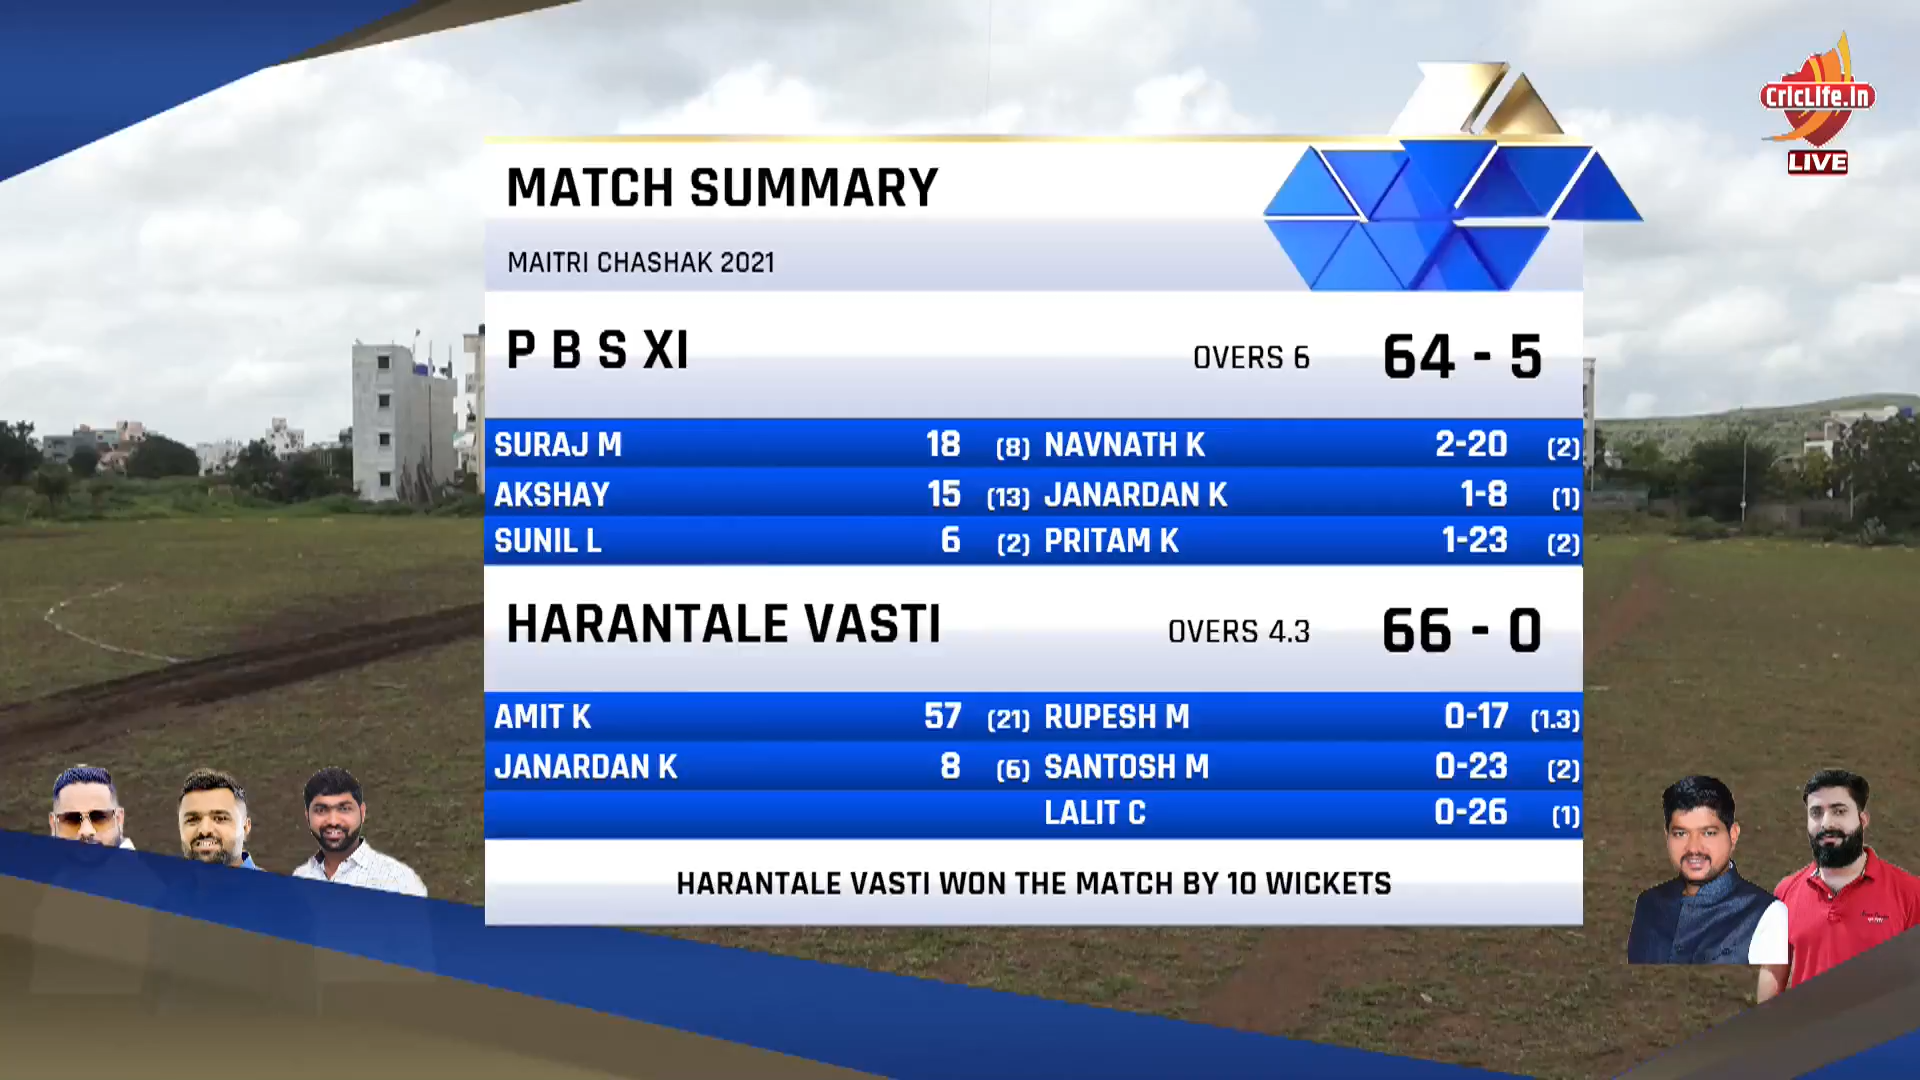 CricLife.in
LIVE
MATCH SUMMARY
MAITRI CHASHAK 2021
P B S XI OVERS 6 64 - 5
SURAJ M 18 (8) NAVNATH K 2-20 (2)
AKSHAY 15 (13) JANARDAN K 1-8 (1)
SUNIL L 6 (2) PRITAM K 1-23 (2)
HARANTALE VASTI OVERS 4.3 66 - 0
AMIT K 57 (21) RUPESH M 0-17 (1.3)
JANARDAN K 8 (6) SANTOSH M 0-23 (2)
LALIT C 0-26 (1)
HARANTALE VASTI WON THE MATCH BY 10 WICKETS